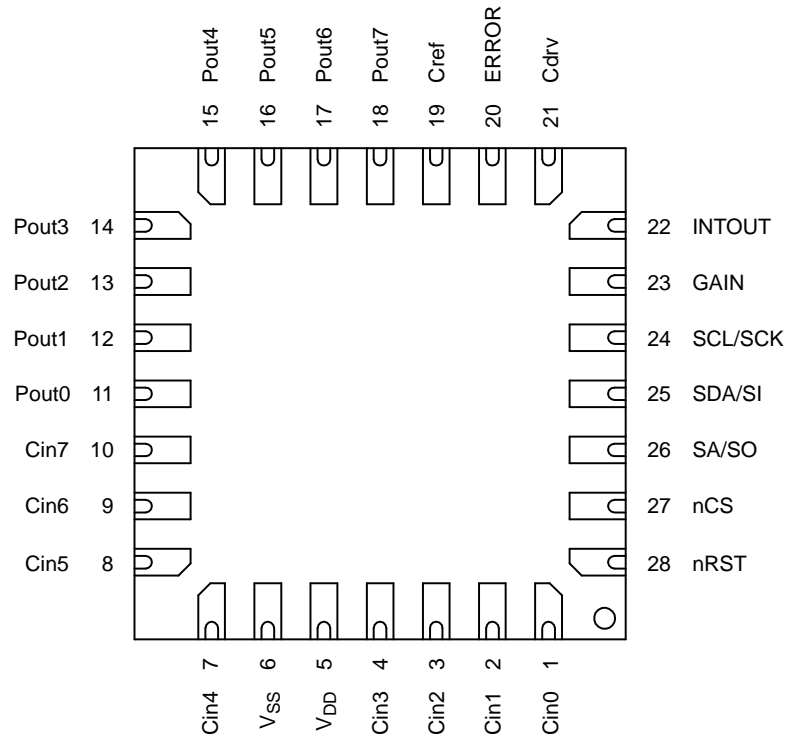 15 Pout4
16 Pout5
17 Pout6
18 Pout7
19 Cref
20 ERROR
21 Cdrv
Pout3 14
Pout2 13
Pout1 12
Pout0 11
Cin7 10
Cin6 9
Cin5 8
22 INTOUT
23 GAIN
24 SCL/SCK
25 SDA/SI
26 SA/SO
27 nCS
28 nRST
Cin4 7
VSS 6
VDD 5
Cin3 4
Cin2 3
Cin1 2
Cin0 1